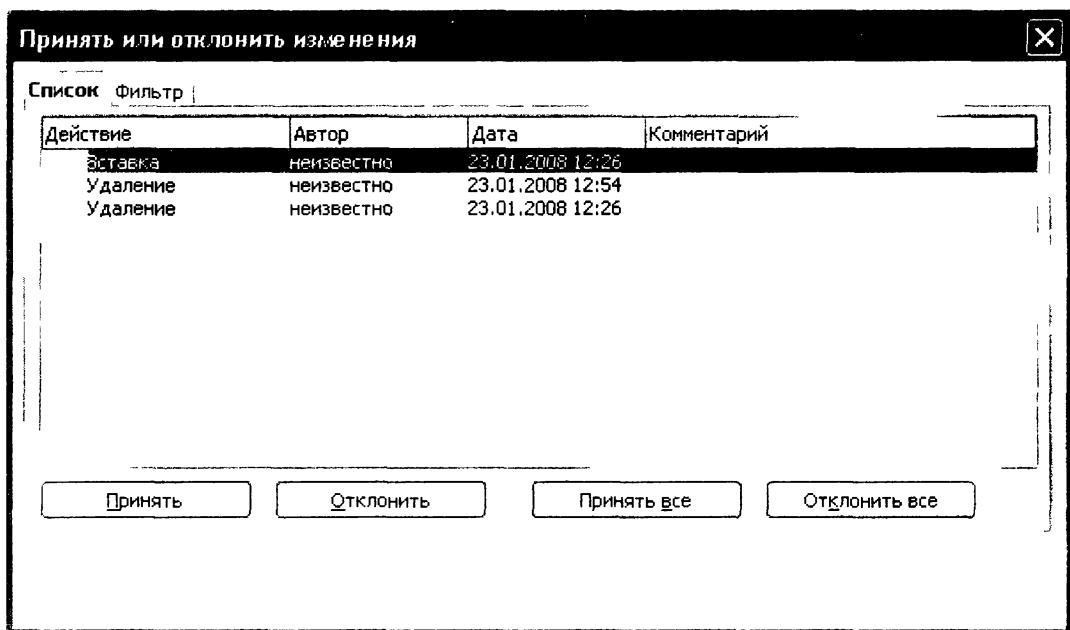 Принять или отклонить изменения
Список Фильтр
Действие Автор Дата Комментарий
Вставка неизвестно 23.01.2008 12:26
Удаление неизвестно 23.01.2008 12:54
Удаление неизвестно 23.01.2008 12:26
Принять Отклонить Принять все Отклонить все